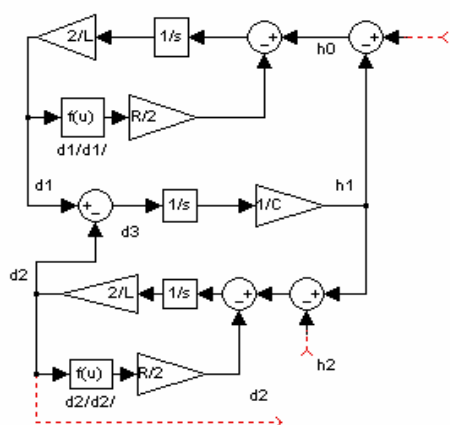 2/L 1/s - + - +
h0
f(u) R/2
d1/d1/
d1 h1
+ - 1/s 1/C
d3
d2
2/L 1/s - + - +
h2
f(u) R/2
d2/d2/ d2